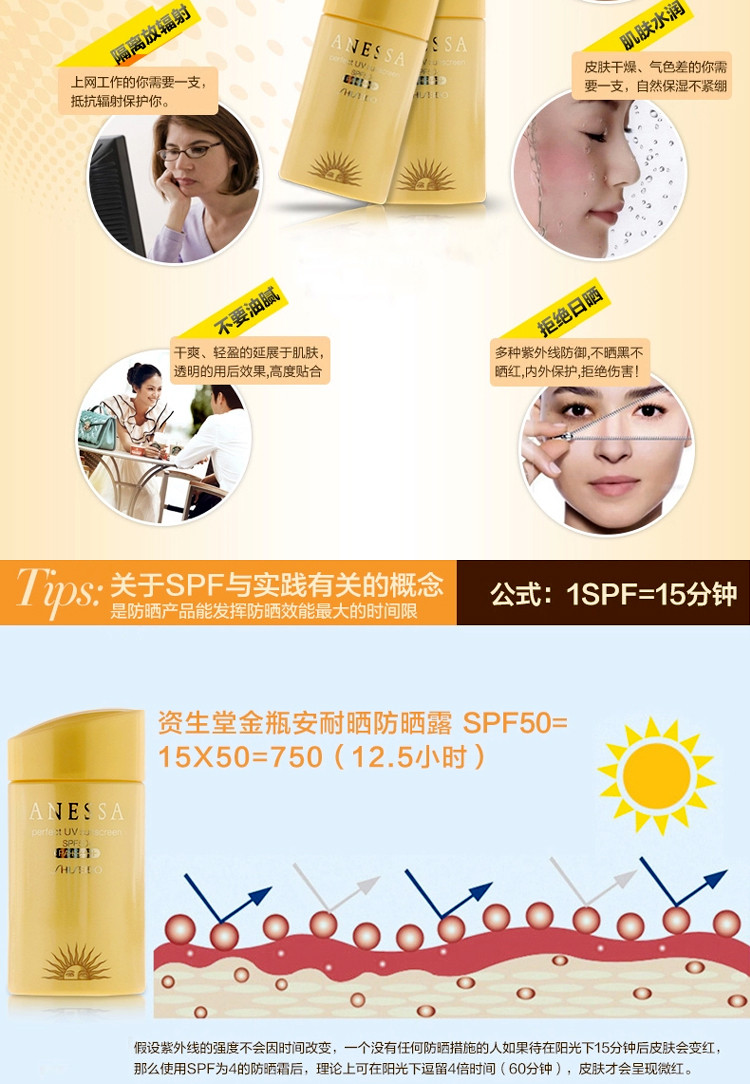 隔离放辐射
上网工作的你需要一支，
抵抗辐射保护你。
ANESSA
perfect UV sunscreen
肌肤水润
皮肤干燥、气色差的你需
要一支，自然保湿不紧绷
不要油腻
干爽、轻盈的延展于肌肤，
透明的用后效果,高度贴合
拒绝日晒
多种紫外线防御,不晒黑不
晒红,内外保护,拒绝伤害！
Tips: 关于SPF与实践有关的概念
是防晒产品能发挥防晒效能最大的时间限
公式：1SPF=15分钟
资生堂金瓶安耐晒防晒露 SPF50=
15X50=750（12.5小时）
ANESSA
perfect UV sunscreen
SPF50
SHISEIDO
假设紫外线的强度不会因时间改变，一个没有任何防晒措施的人如果待在阳光下15分钟后皮肤会变红，
那么使用SPF为4的防晒霜后，理论上可在阳光下逗留4倍时间（60分钟），皮肤才会呈现微红。